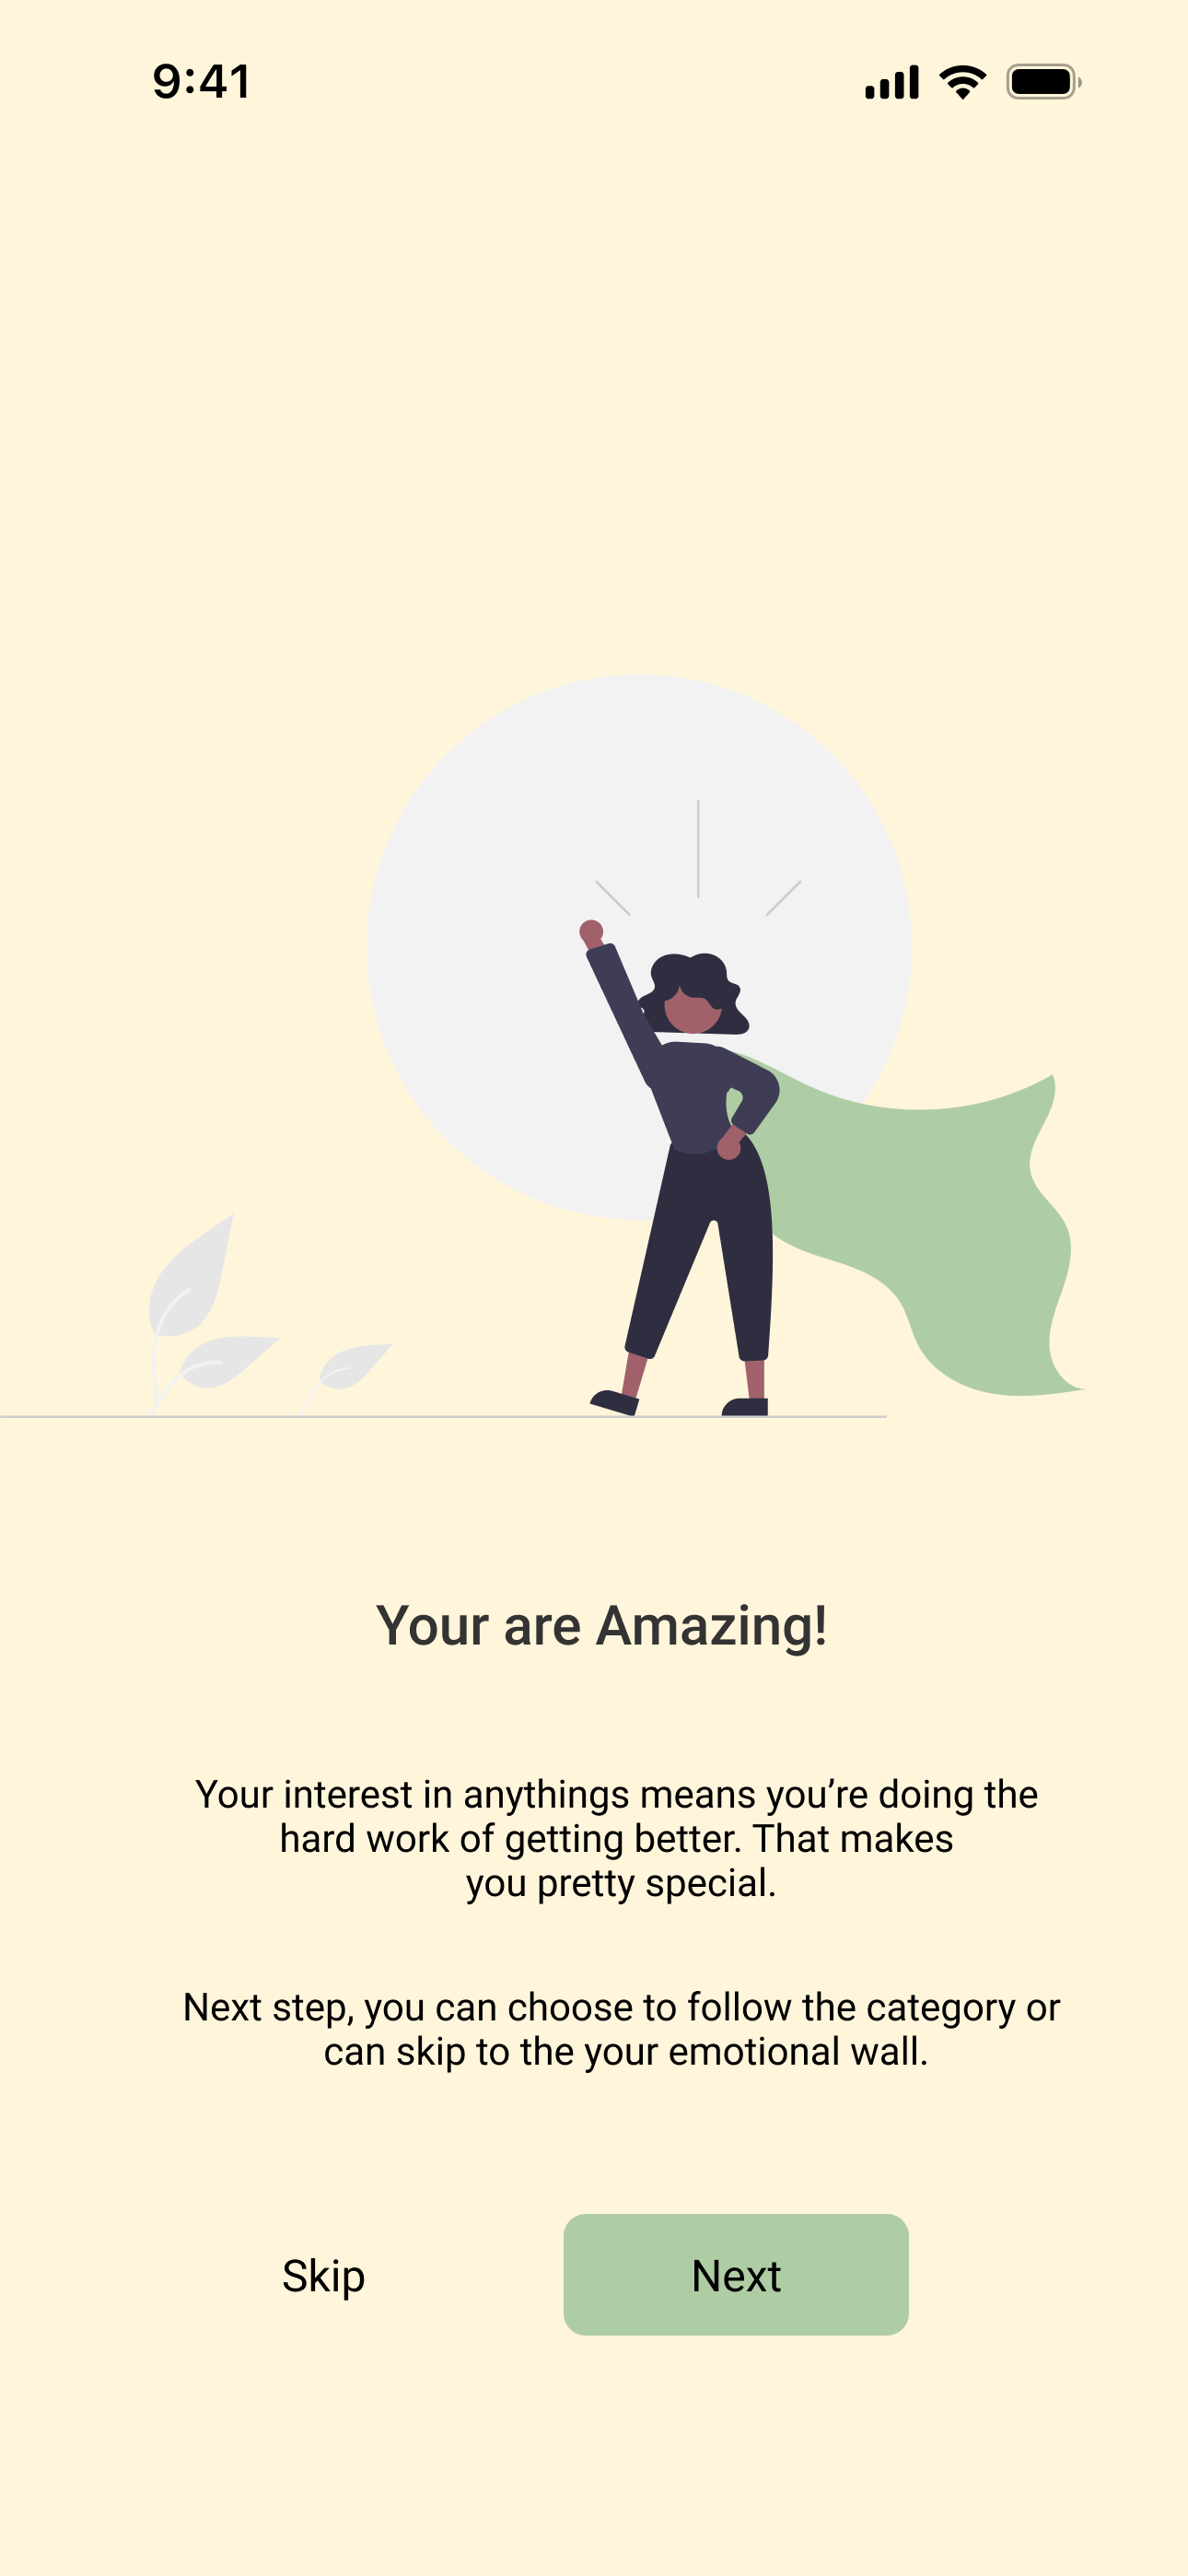 9:41
Your are Amazing!
Your interest in anythings means you’re doing the
hard work of getting better. That makes
you pretty special.
Next step, you can choose to follow the category or
can skip to the your emotional wall.
Skip
Next